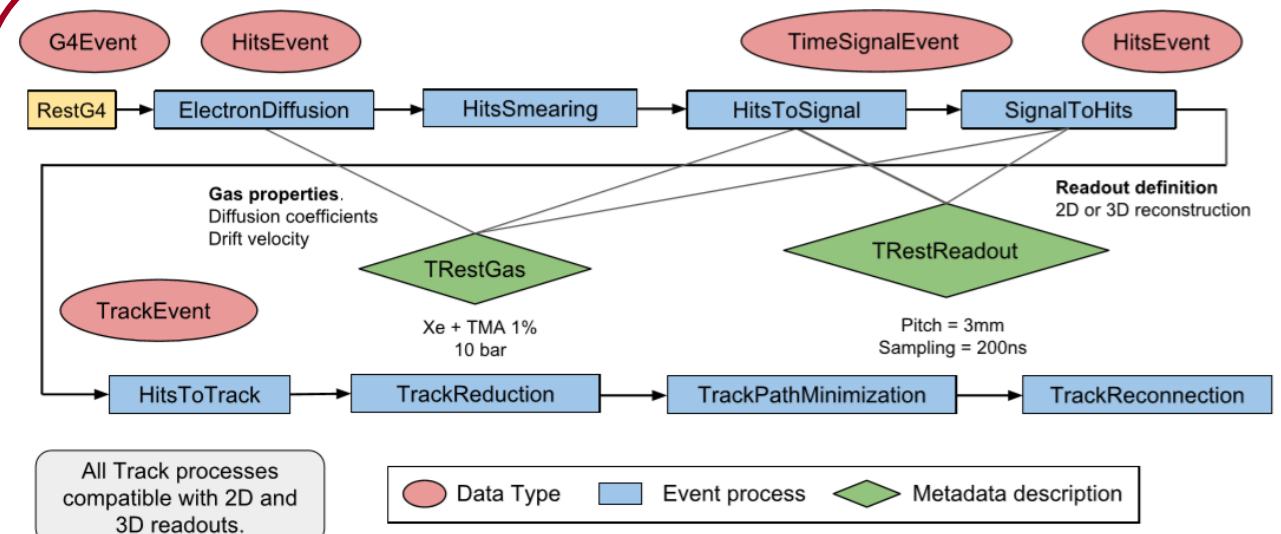 G4Event
HitsEvent
TimeSignalEvent
HitsEvent
RestG4
ElectronDiffusion
HitsSmearing
HitsToSignal
SignalToHits
Gas properties.
Diffusion coefficients
Drift velocity
Readout definition
2D or 3D reconstruction
TRestGas
TRestReadout
TrackEvent
Xe + TMA 1%
10 bar
Pitch = 3mm
Sampling = 200ns
HitsToTrack
TrackReduction
TrackPathMinimization
TrackReconnection
All Track processes
compatible with 2D and
3D readouts.
Data Type
Event process
Metadata description